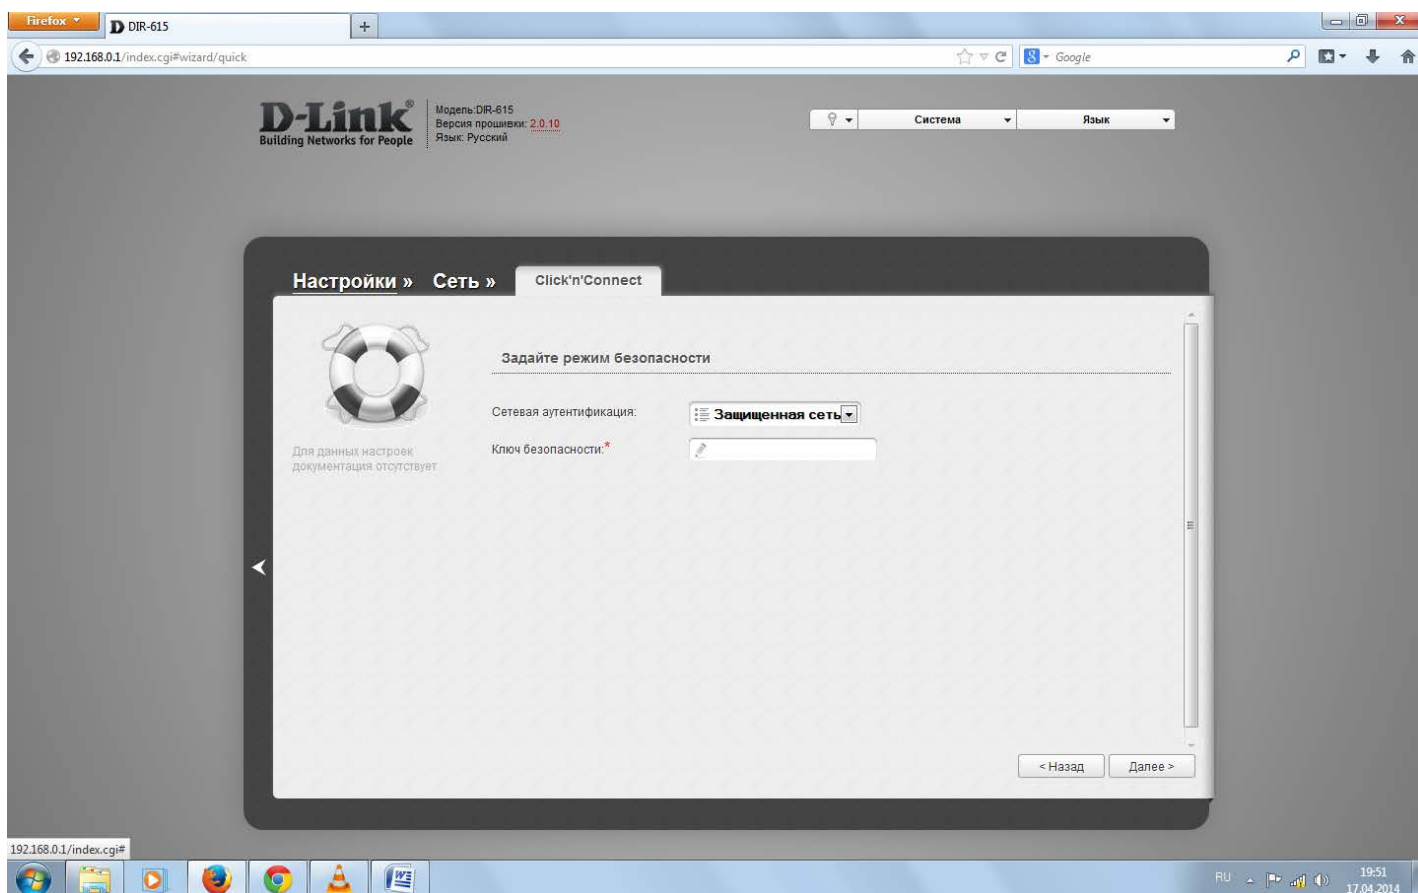 Firefox
DIR-615
192.168.0.1/index.cgi#wizard/quick
Google
D-Link®
Building Networks for People
Модель:DIR-615
Версия прошивки: 2.0.10
Язык: Русский
Система
Язык
Настройки » Сеть » Click'n'Connect
Для данных настроек
документация отсутствует
Задайте режим безопасности
Сетевая аутентификация:
Защищенная сеть
Ключ безопасности:*
< Назад
Далее >
192.168.0.1/index.cgi#
RU
19:51
17.04.2014